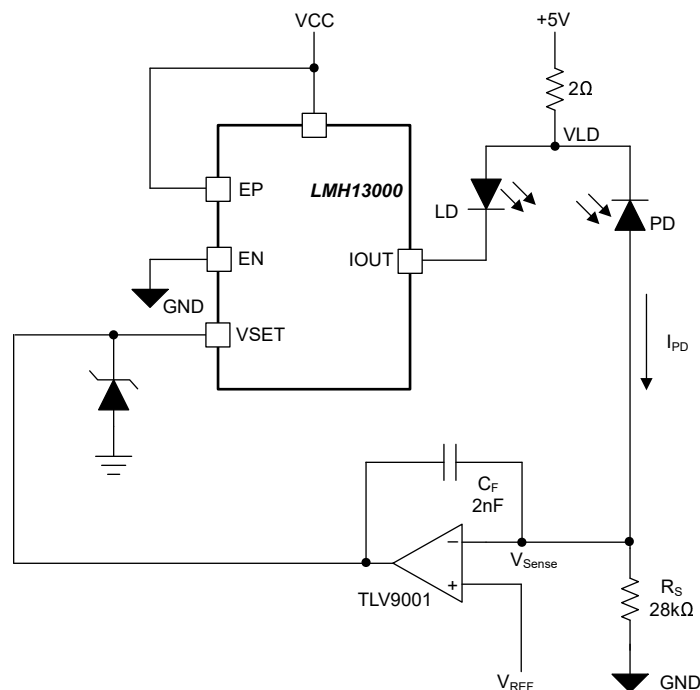 VCC
+5V
2Ω
VLD
EP
LMH13000
LD
PD
EN
IOUT
GND
VSET
IPD
CF
2nF
−
VSense
+
TLV9001
RS
28kΩ
VREF
GND